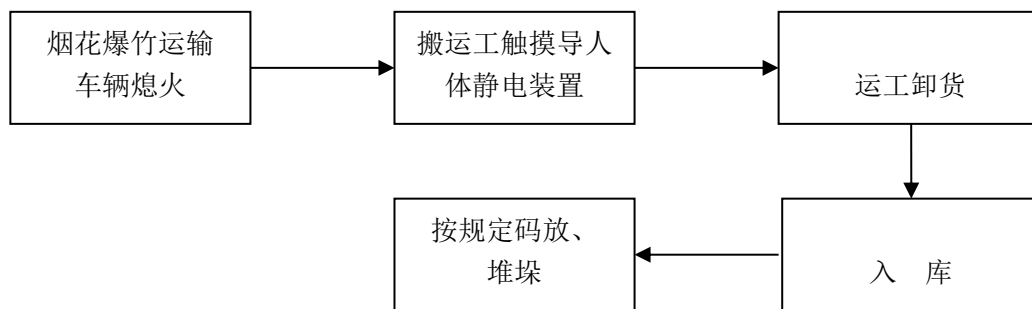 烟花爆竹运输
车辆熄火
搬运工触摸导人
体静电装置
运工卸货
入 库
按规定码放、
堆垛